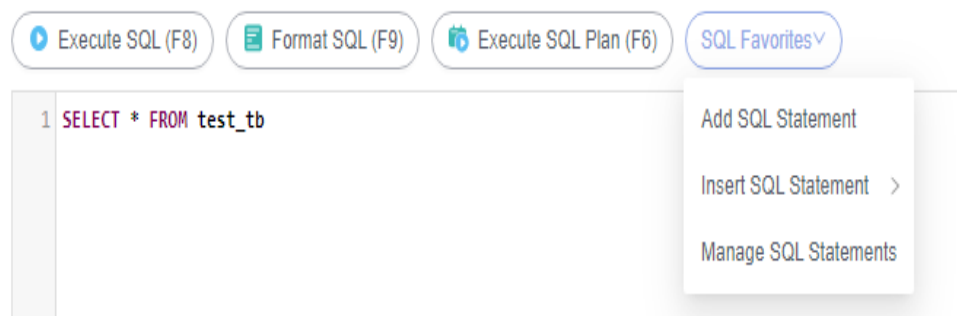 Execute SQL (F8) Format SQL (F9) Execute SQL Plan (F6) SQL Favorites
1 SELECT * FROM test_tb
Add SQL Statement
Insert SQL Statement
Manage SQL Statements